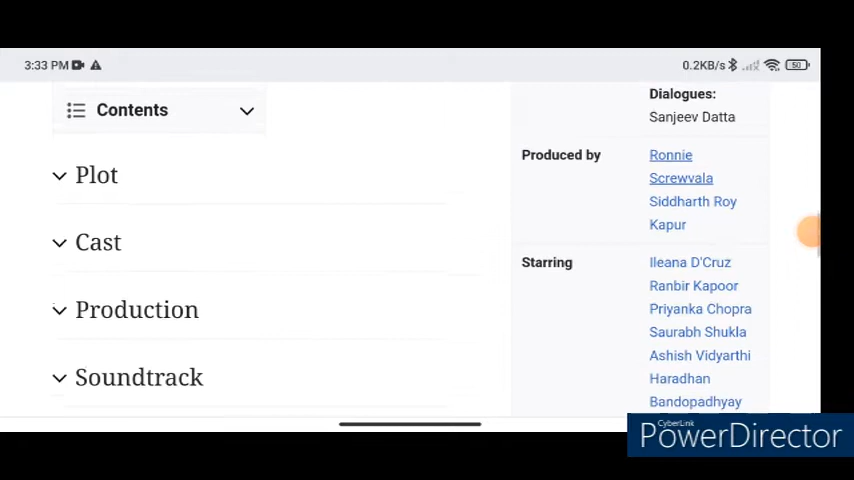 3:33 PM
0.2KB/s
50
Contents
Plot
Cast
Production
Soundtrack
Dialogues:
Sanjeev Datta
Produced by
Ronnie
Screwvala
Siddharth Roy
Kapur
Starring
Ileana D'Cruz
Ranbir Kapoor
Priyanka Chopra
Saurabh Shukla
Ashish Vidyarthi
Haradhan
Bandopadhyay
CyberLink
PowerDirector